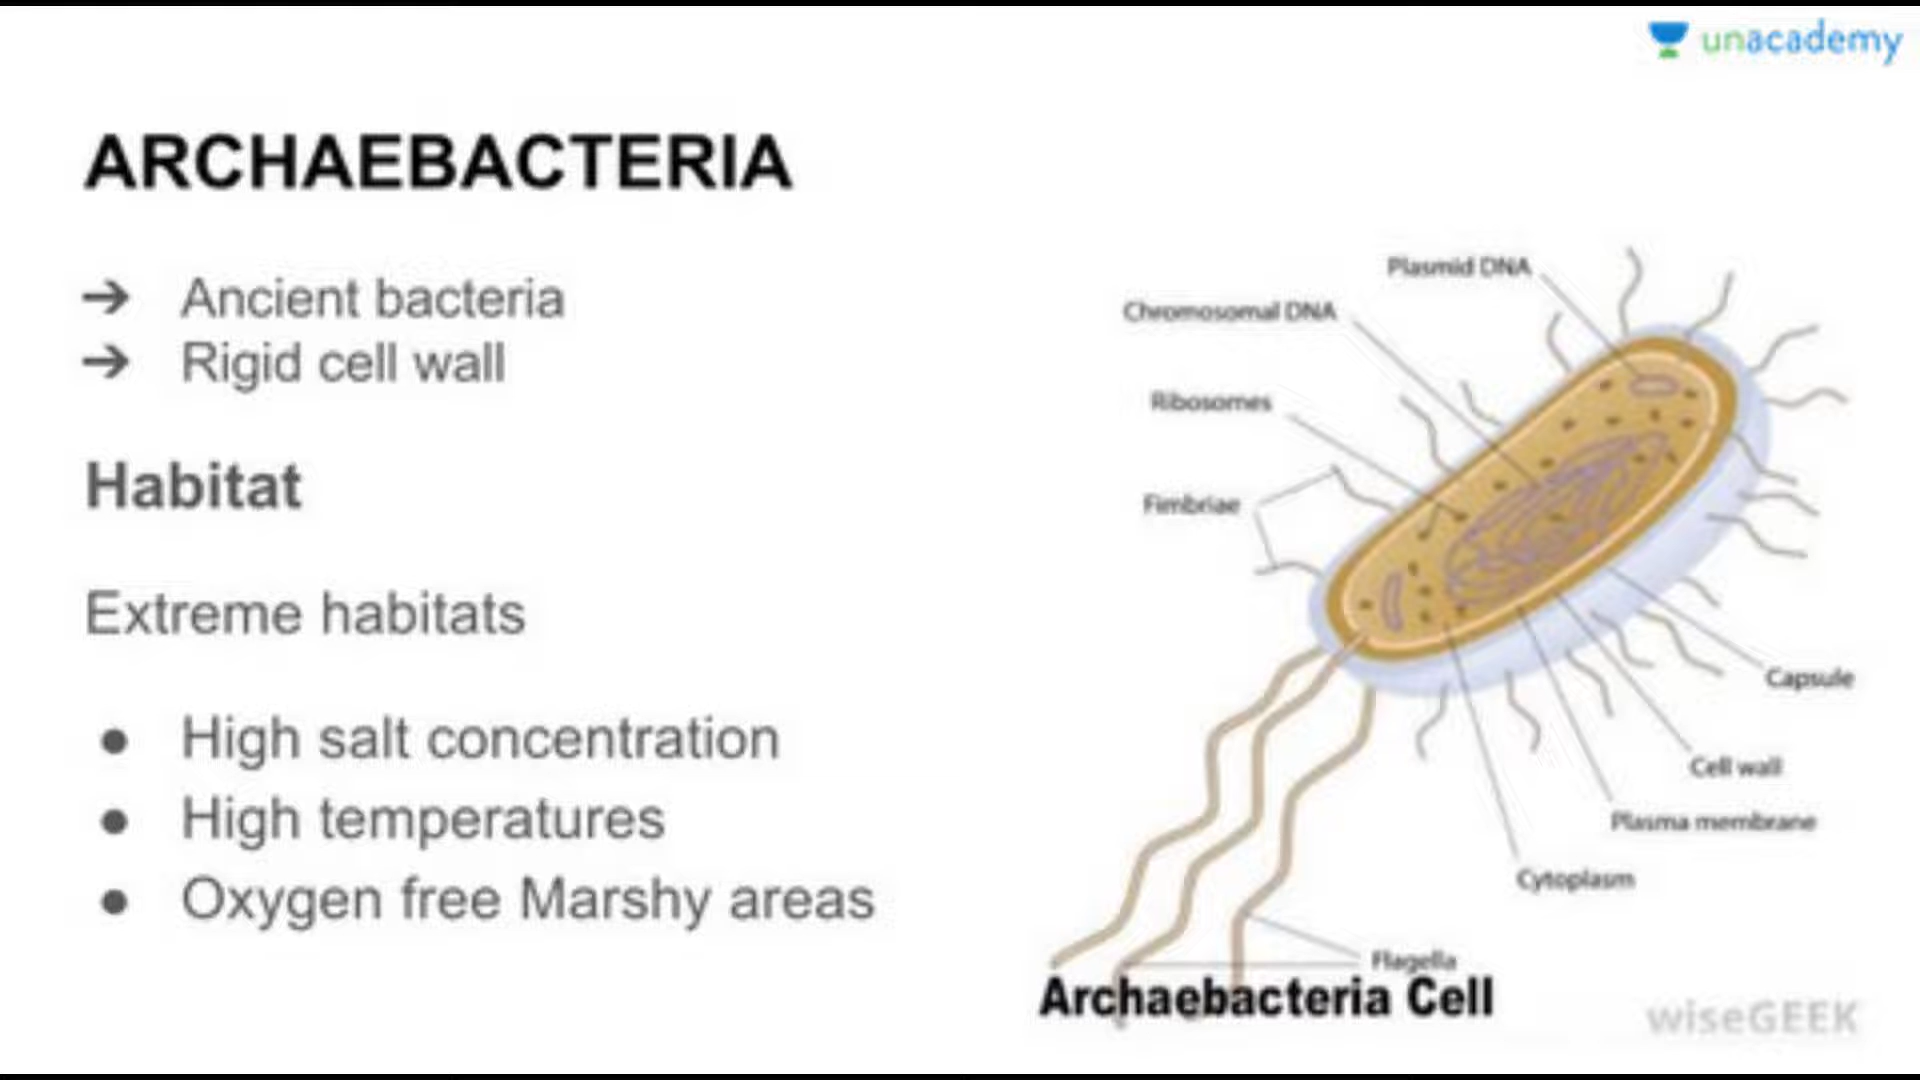 unacademy
ARCHAEBACTERIA
➔ Ancient bacteria
➔ Rigid cell wall
Habitat
Extreme habitats
● High salt concentration
● High temperatures
● Oxygen free Marshy areas
Plasmid DNA
Chromosomal DNA
Ribosomes
Fimbriae
Capsule
Cell wall
Plasma membrane
Cytoplasm
Flagella
Archaebacteria Cell
wiseGEEK